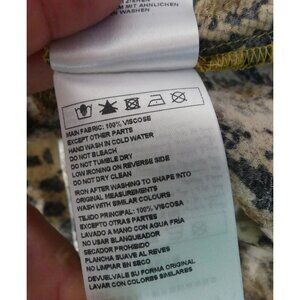 CM MIT ÄHNLICHEN
N WASCHEN
MAIN FABRIC: 100% VISCOSE
EXCEPT OTHER PARTS
HAND WASH IN COLD WATER
DO NOT BLEACH
DO NOT TUMBLE DRY
LOW IRONING ON REVERSE SIDE
DO NOT DRY CLEAN
IRON AFTER WASHING TO SHAPE INTO
ORIGINAL MEASUREMENTS
WASH WITH SIMILAR COLOURS
TEJIDO PRINCIPAL: 100% VISCOSA
EXCEPTO OTRAS PARTES
LAVADO A MANO CON AGUA FRIA
NO USAR BLANQUEADOR
SECADOR PROHIBIDO
PLANCHA SUAVE AL REVES
NO LIMPIAR EN SECO
DEVUELVALE SU FORMA ORIGINAL
LAVAR CON COLORES SIMILARES